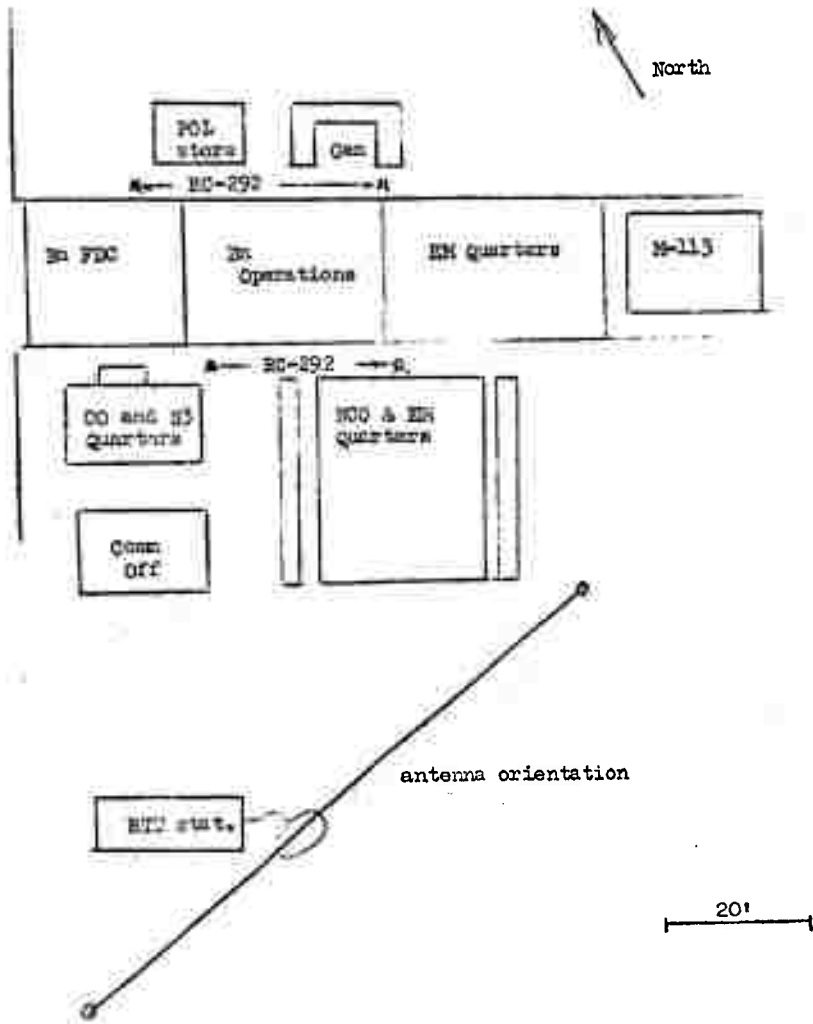 North
POL
store
Gen
RC-292
Bn FDC
Bn
Operations
EM Quarters
M-113
RC-292
CO and S3
Quarters
NCO & EM
quarters
Comm
Off
antenna orientation
RTT stat.
20'